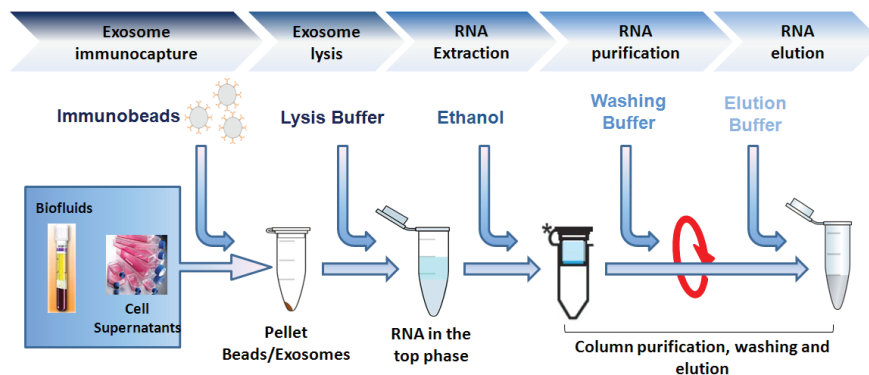 Exosome
immunocapture
Exosome
lysis
RNA
Extraction
RNA
purification
RNA
elution
Immunobeads
Lysis Buffer
Ethanol
Washing
Buffer
Elution
Buffer
Biofluids
Cell
Supernatants
*
Pellet
Beads/Exosomes
RNA in the
top phase
Column purification, washing and
elution